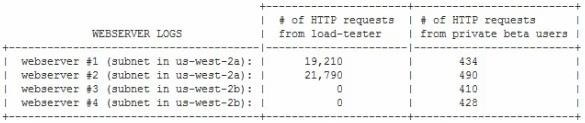 +----------------------------+----------------------------+
| # of HTTP requests | # of HTTP requests |
WEBSERVER LOGS | from load-tester | from private beta users |
+----------------------------+----------------------------+----------------------------+
| webserver #1 (subnet in us-west-2a): | 19,210 | 434 |
| webserver #2 (subnet in us-west-2a): | 21,790 | 490 |
| webserver #3 (subnet in us-west-2b): | 0 | 410 |
| webserver #4 (subnet in us-west-2b): | 0 | 428 |
+----------------------------+----------------------------+----------------------------+